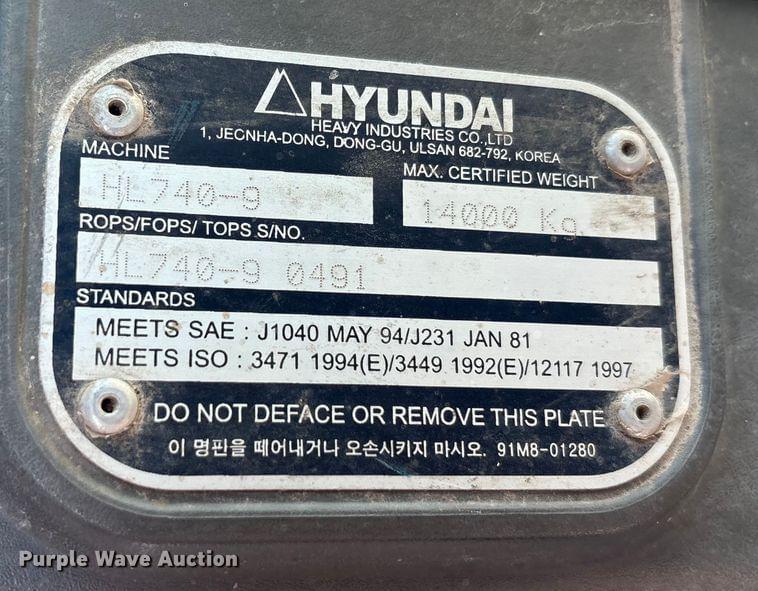 HYUNDAI
HEAVY INDUSTRIES CO.,LTD
1, JECNHA-DONG, DONG-GU, ULSAN 682-792, KOREA
MACHINE
HL740-9
MAX. CERTIFIED WEIGHT
14000 Kg.
ROPS/FOPS/ TOPS S/NO.
HL740-9 0491
STANDARDS
MEETS SAE : J1040 MAY 94/J231 JAN 81
MEETS ISO : 3471 1994(E)/3449 1992(E)/12117 1997
DO NOT DEFACE OR REMOVE THIS PLATE
이 명판을 떼어내거나 오손시키지 마시오. 91M8-01280
Purple Wave Auction